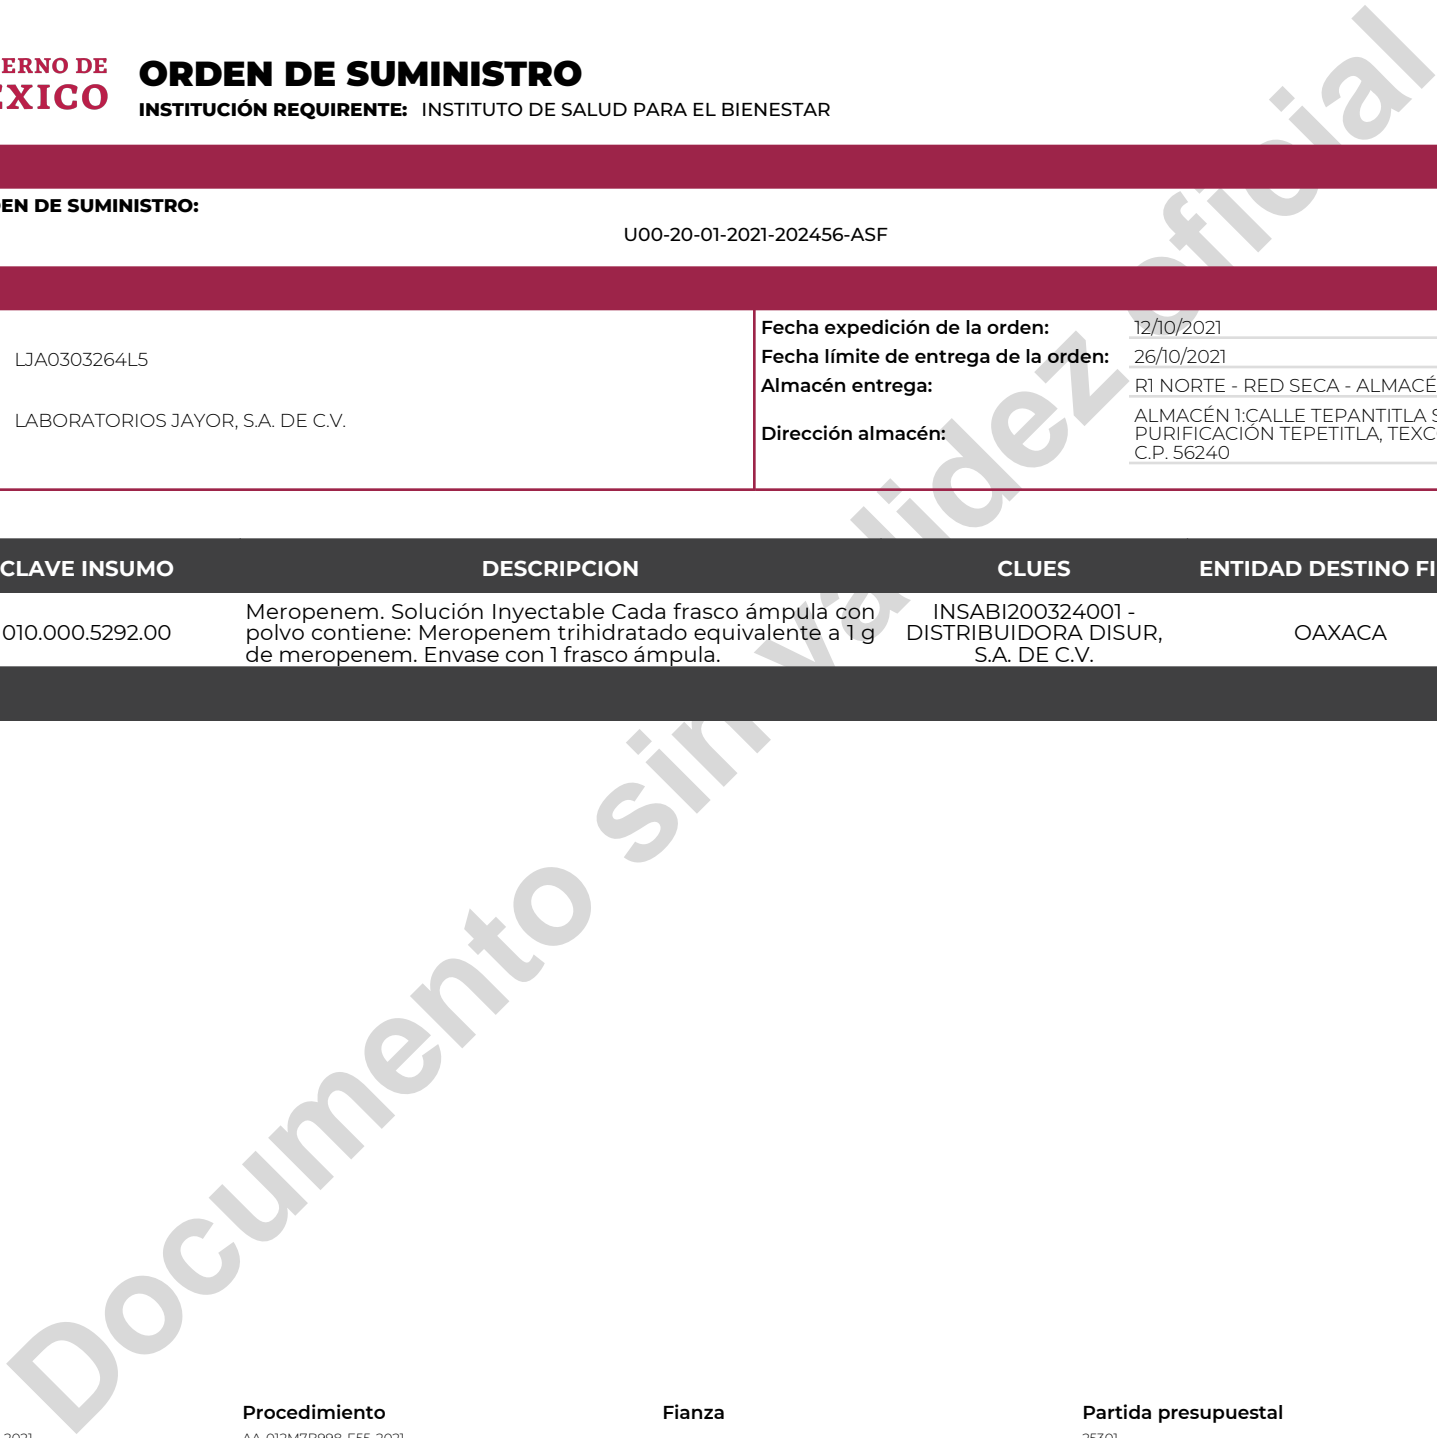 ERNO DE
ÉXICO
ORDEN DE SUMINISTRO
INSTITUCIÓN REQUIRENTE: INSTITUTO DE SALUD PARA EL BIENESTAR
EN DE SUMINISTRO:
U00-20-01-2021-202456-ASF
LJA0303264L5
LABORATORIOS JAYOR, S.A. DE C.V.
Fecha expedición de la orden: 12/10/2021
Fecha límite de entrega de la orden: 26/10/2021
Almacén entrega: R1 NORTE - RED SECA - ALMACÉ
Dirección almacén:
ALMACÉN 1:CALLE TEPANTITLA S
PURIFICACIÓN TEPETITLA, TEXC
C.P. 56240
CLAVE INSUMO DESCRIPCION CLUES ENTIDAD DESTINO FI
010.000.5292.00
Meropenem. Solución Inyectable Cada frasco ámpula con
polvo contiene: Meropenem trihidratado equivalente a 1 g
de meropenem. Envase con 1 frasco ámpula.
INSABI200324001 -
DISTRIBUIDORA DISUR,
S.A. DE C.V.
OAXACA
Documento sin validez oficial
Procedimiento Fianza Partida presupuestal